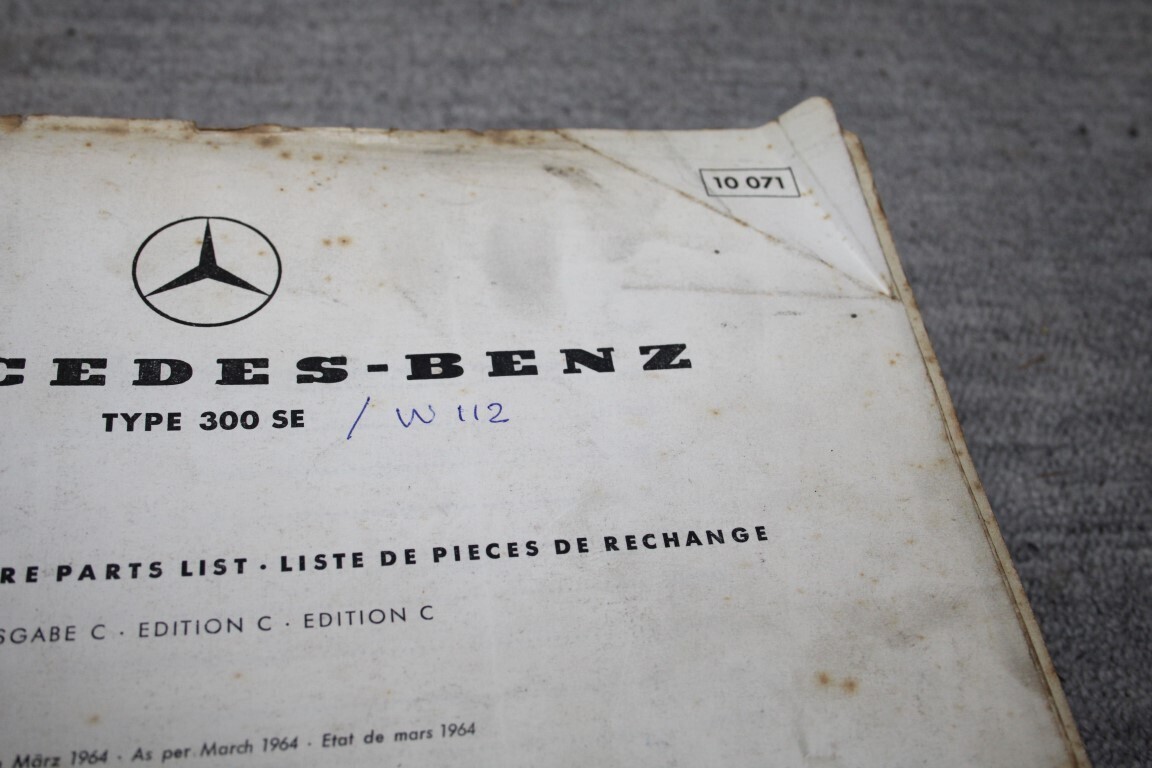 10 071
CEDES-BENZ
TYPE 300 SE / W 112
RE PARTS LIST · LISTE DE PIECES DE RECHANGE
SGABE C · EDITION C · EDITION C
März 1964 · As per March 1964 · Etat de mars 1964